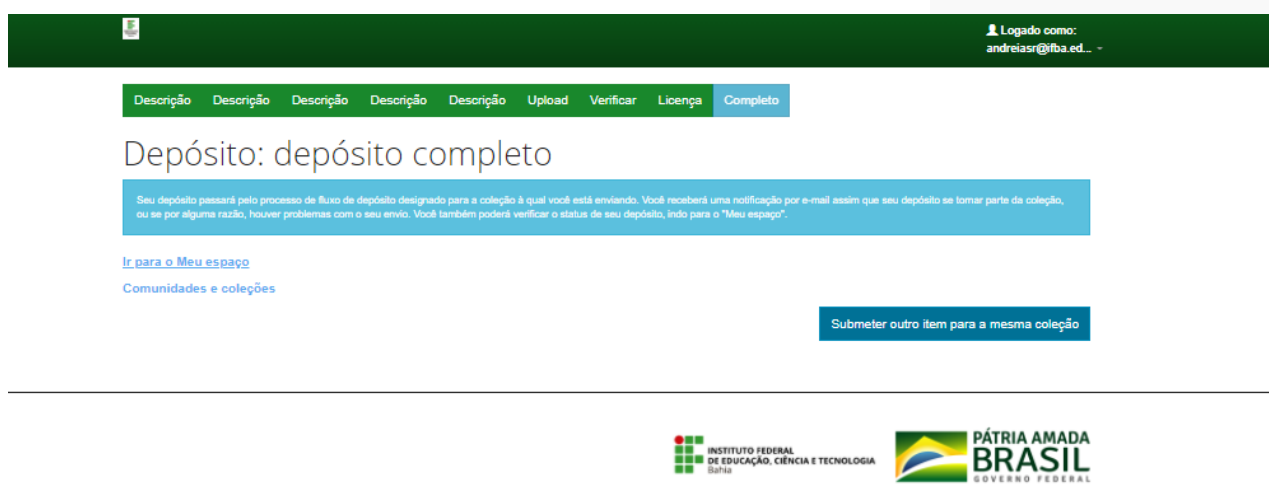 Logado como:
andreiasr@ifba.ed...
Descrição Descrição Descrição Descrição Descrição Upload Verificar Licença Completo
Depósito: depósito completo
Seu depósito passará pelo processo de fluxo de depósito designado para a coleção à qual você está enviando. Você receberá uma notificação por e-mail assim que seu depósito se tornar parte da coleção,
ou se por alguma razão, houver problemas com o seu envio. Você também poderá verificar o status de seu depósito, indo para o "Meu espaço".
Ir para o Meu espaço
Comunidades e coleções
Submeter outro item para a mesma coleção
INSTITUTO FEDERAL
DE EDUCAÇÃO, CIÊNCIA E TECNOLOGIA
Bahia
PÁTRIA AMADA
BRASIL
GOVERNO FEDERAL